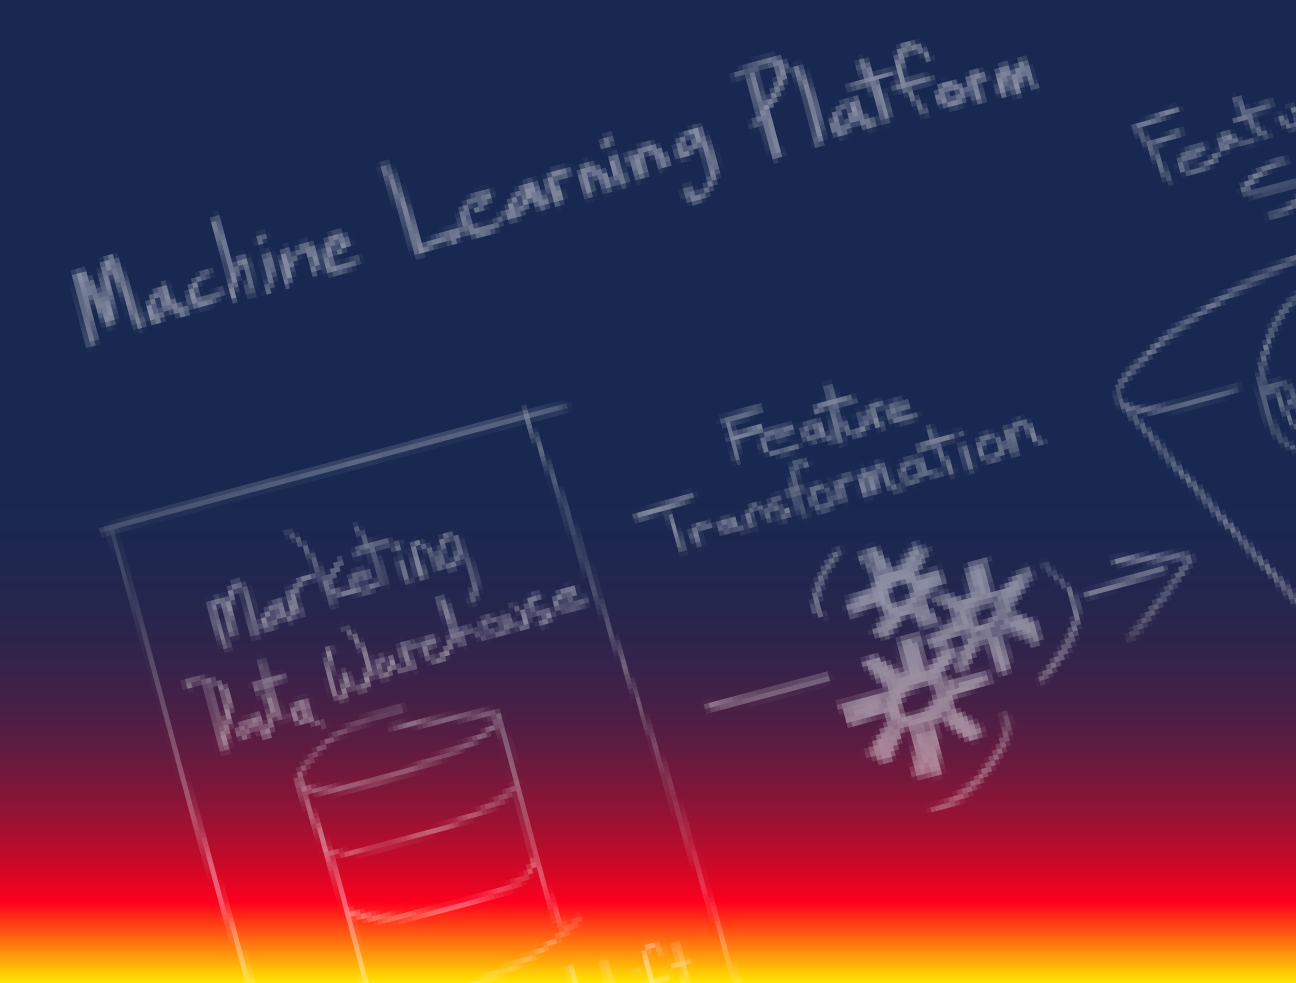 Machine Learning Platform
Feature
Transformation
Marketing
Data Warehouse